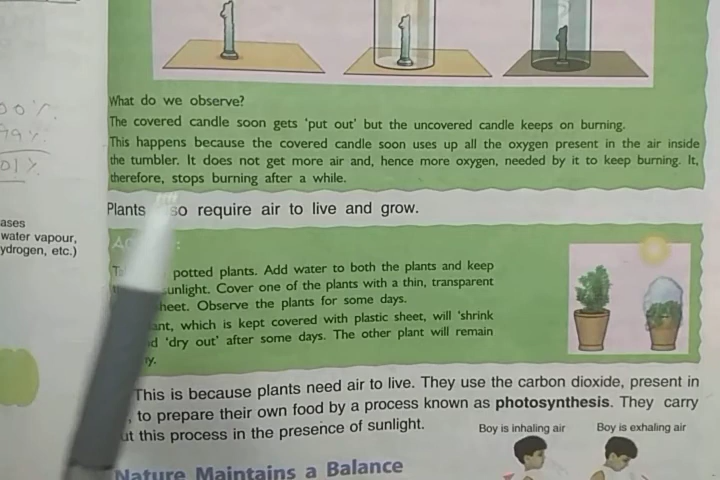 What do we observe?
The covered candle soon gets 'put out' but the uncovered candle keeps on burning.
This happens because the covered candle soon uses up all the oxygen present in the air inside
the tumbler. It does not get more air and, hence more oxygen, needed by it to keep burning. It,
therefore, stops burning after a while.
Plants so require air to live and grow.
potted plants. Add water to both the plants and keep
sunlight. Cover one of the plants with a thin, transparent
heet. Observe the plants for some days.
ant, which is kept covered with plastic sheet, will 'shrink
d 'dry out' after some days. The other plant will remain
y.
This is because plants need air to live. They use the carbon dioxide, present in
, to prepare their own food by a process known as photosynthesis. They carry
ut this process in the presence of sunlight.
Boy is inhaling air Boy is exhaling air
Nature Maintains a Balance
ases
water vapour,
ydrogen, etc.)